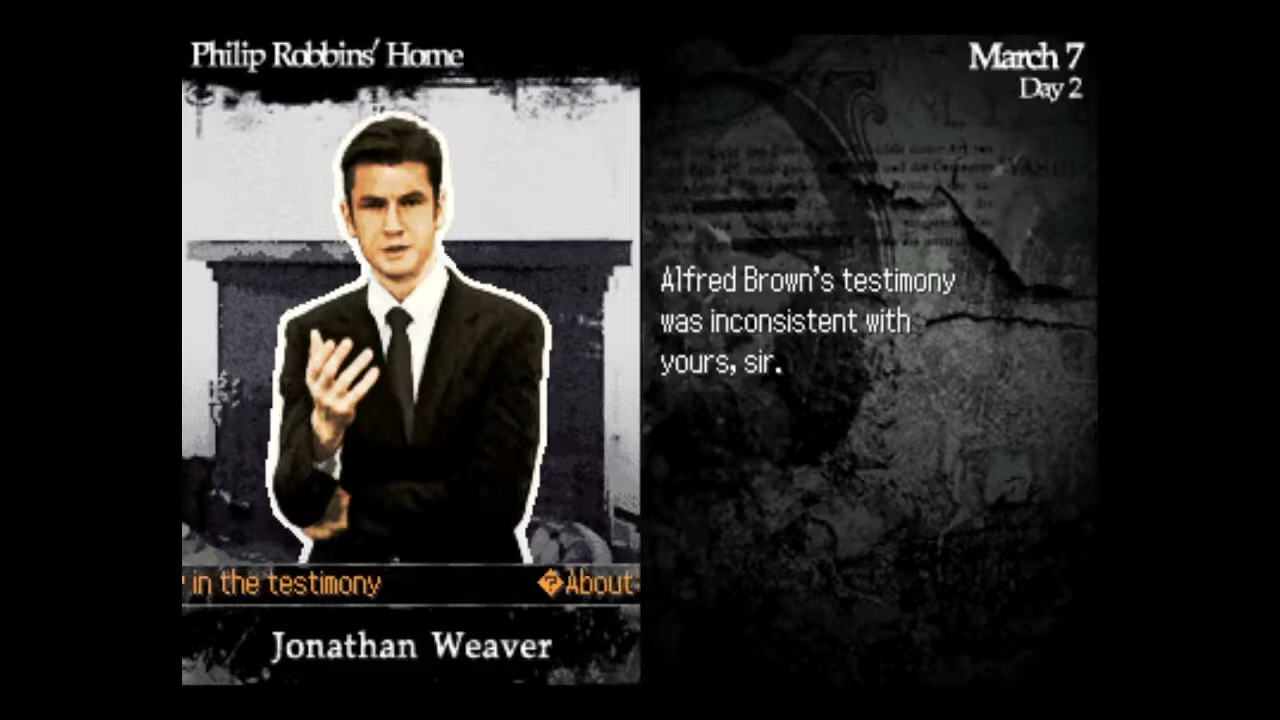 Philip Robbins' Home
March 7
Day 2
Alfred Brown's testimony
was inconsistent with
yours, sir.
in the testimony
About
Jonathan Weaver